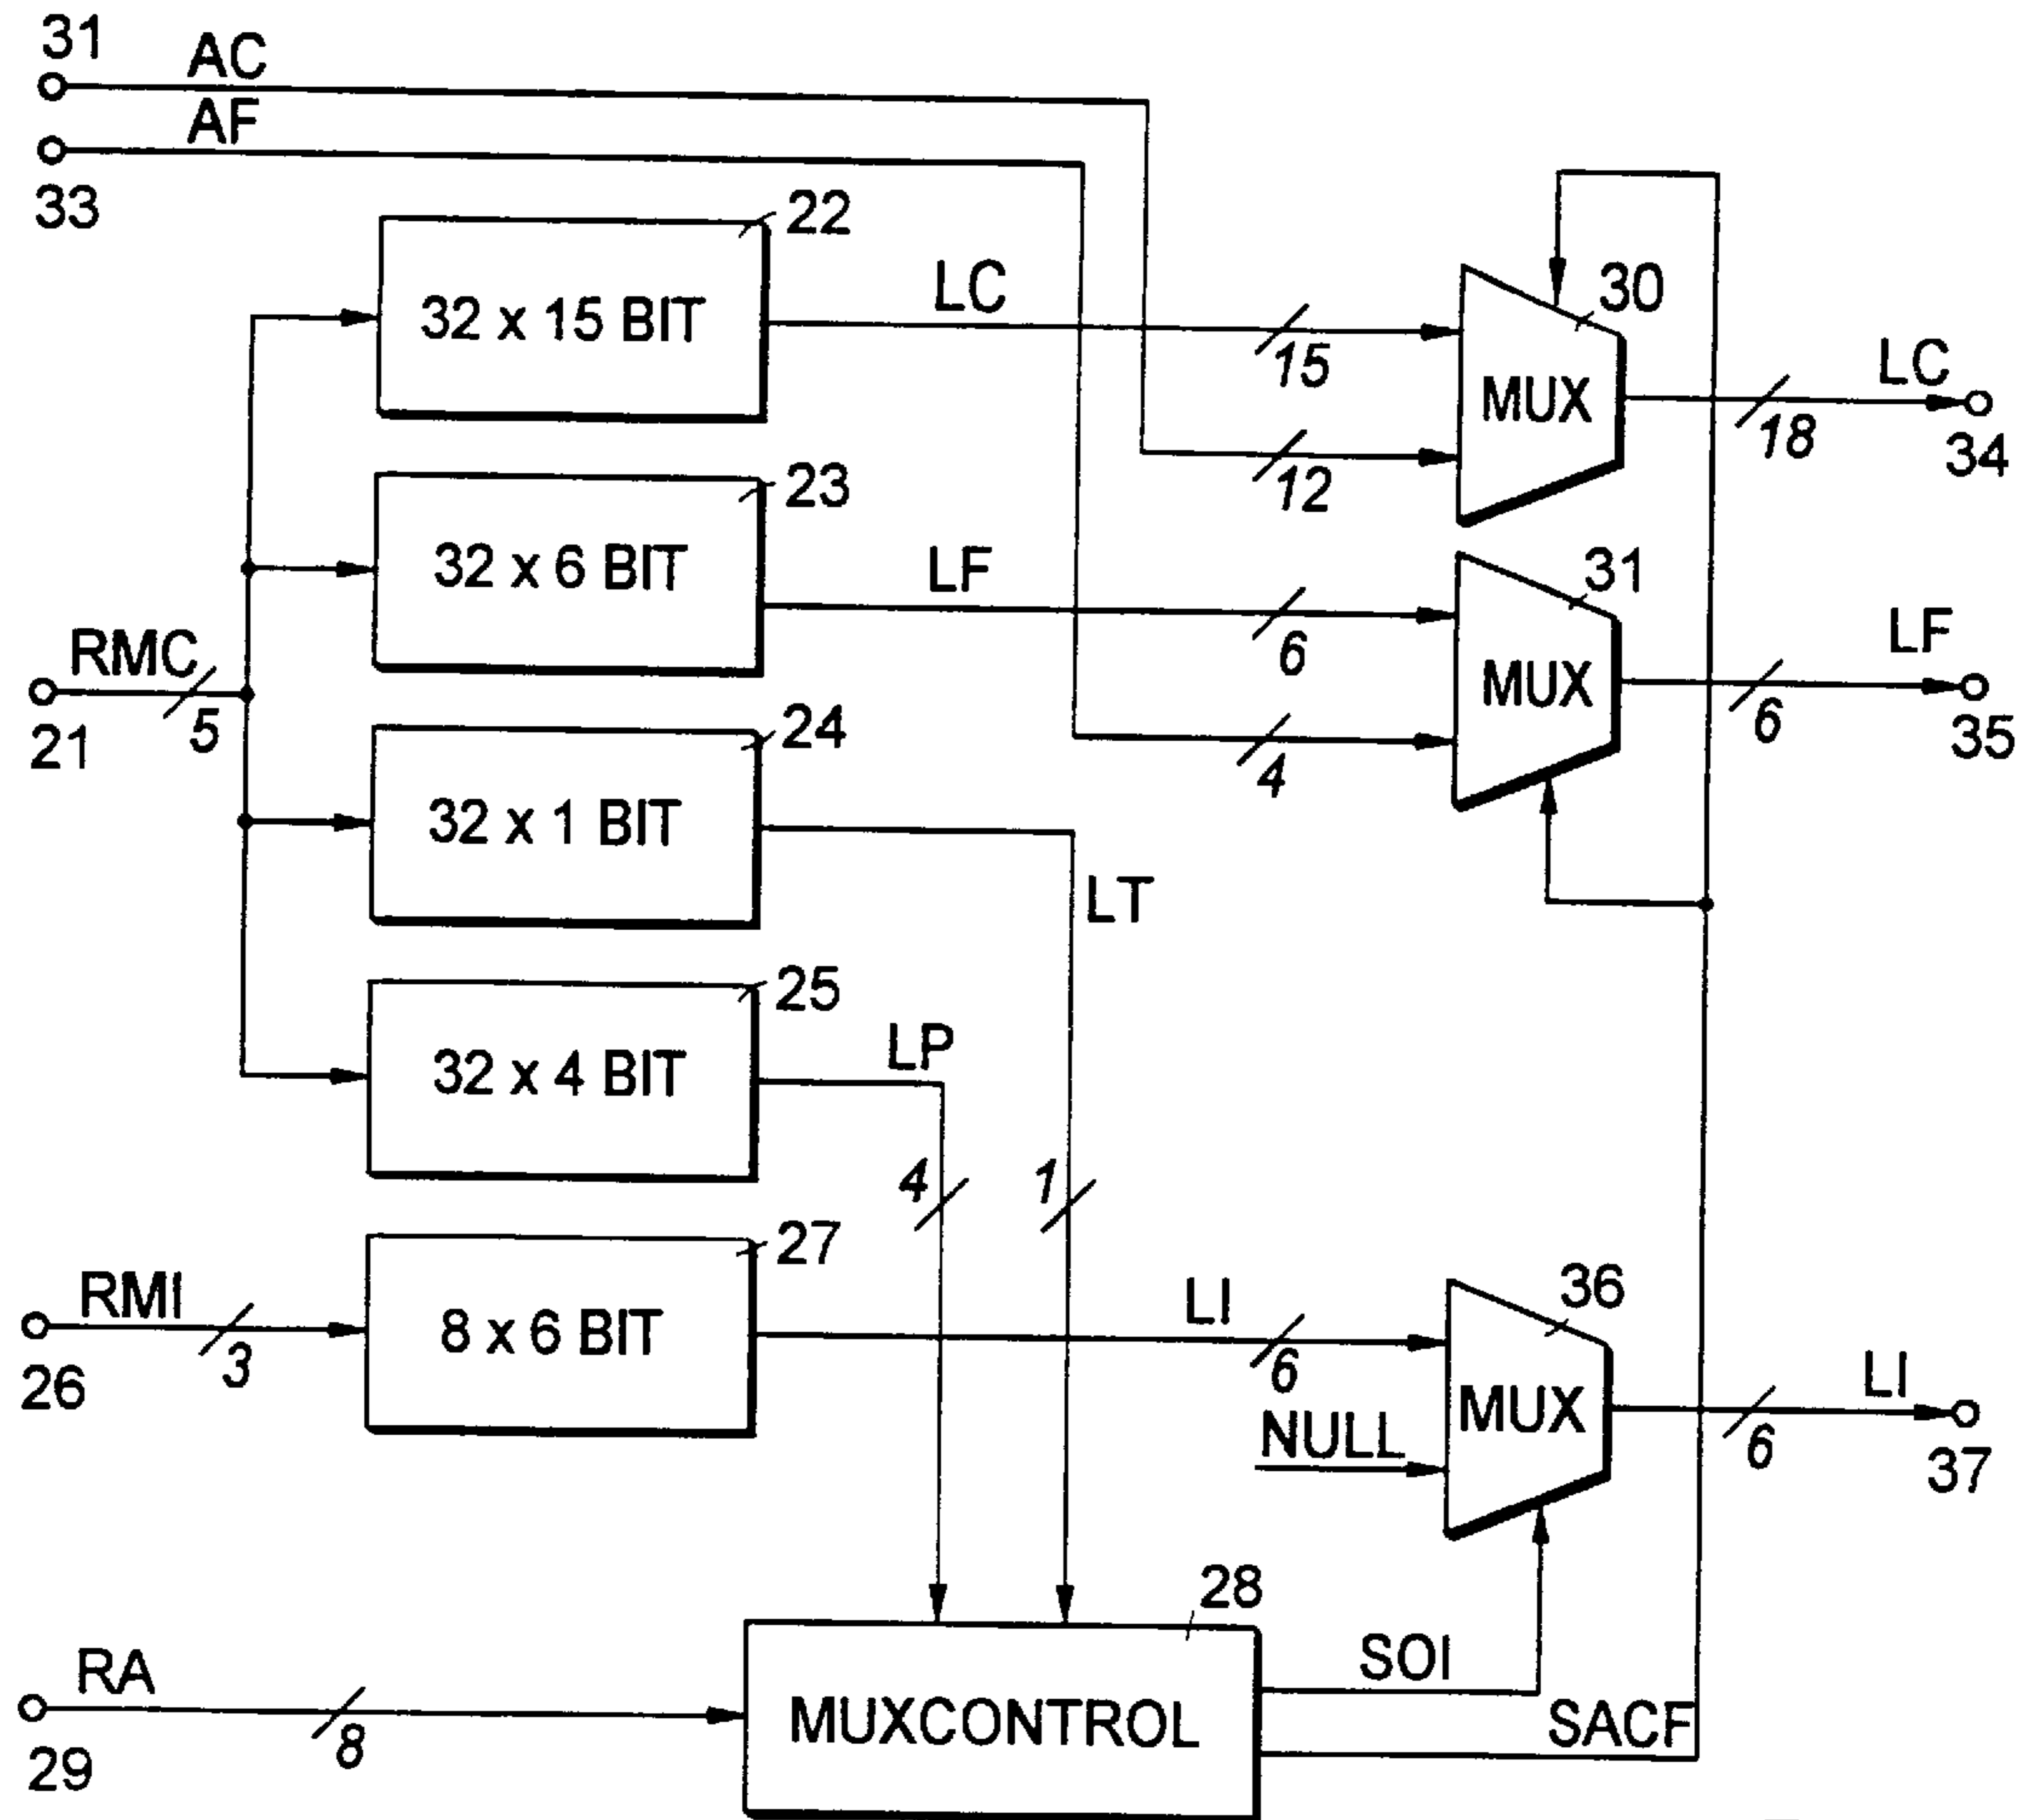 31
AC
AF
33
22
32 x 15 BIT
LC
15
12
30
MUX
LC
18
34
23
32 x 6 BIT
LF
6
4
31
MUX
LF
6
35
RMC
5
21
24
32 x 1 BIT
LT
1
25
32 x 4 BIT
LP
4
RMI
3
26
27
8 x 6 BIT
LI
6
NULL
36
MUX
LI
6
37
RA
8
29
28
MUXCONTROL
SOI
SACF